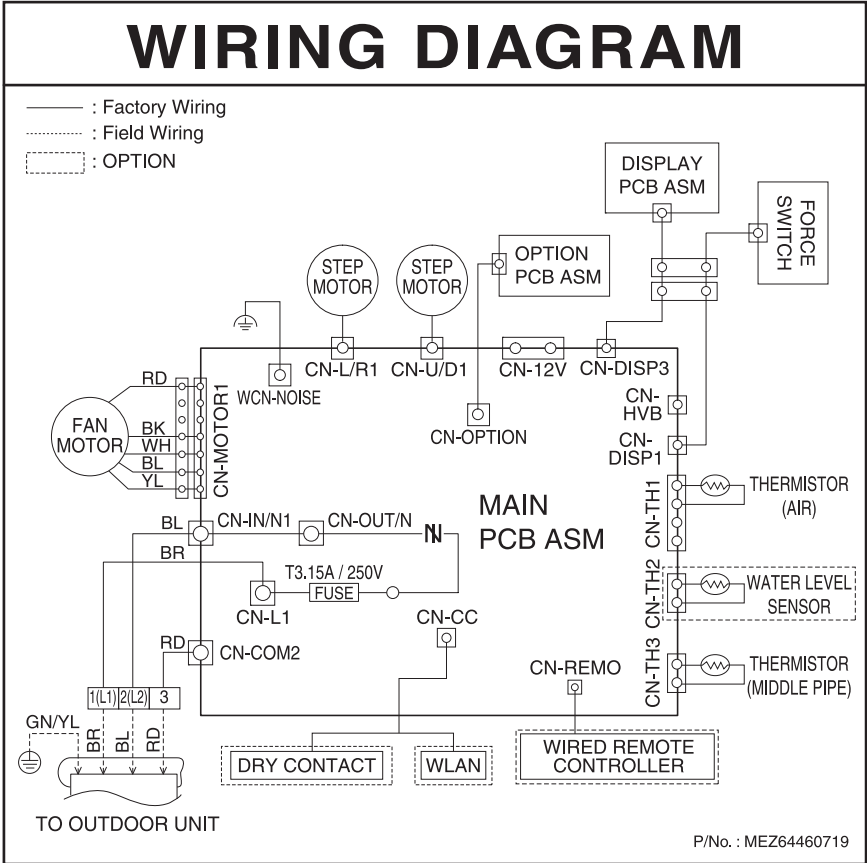 WIRING DIAGRAM
: Factory Wiring
: Field Wiring
: OPTION
DISPLAY
PCB ASM
FORCE
SWITCH
OPTION
PCB ASM
STEP
MOTOR
STEP
MOTOR
CN-L/R1
CN-U/D1
CN-12V
CN-DISP3
WCN-NOISE
CN-OPTION
CN-
HVB
CN-
DISP1
FAN
MOTOR
RD
BK
WH
BL
YL
CN-MOTOR1
MAIN
PCB ASM
CN-TH1
THERMISTOR
(AIR)
CN-TH2
WATER LEVEL
SENSOR
CN-TH3
THERMISTOR
(MIDDLE PIPE)
BL
CN-IN/N1
CN-OUT/N
BR
T3.15A / 250V
FUSE
CN-L1
CN-CC
RD
CN-COM2
CN-REMO
1(L1)
2(L2)
3
GN/YL
BR
BL
RD
DRY CONTACT
WLAN
WIRED REMOTE
CONTROLLER
TO OUTDOOR UNIT
P/No. : MEZ64460719